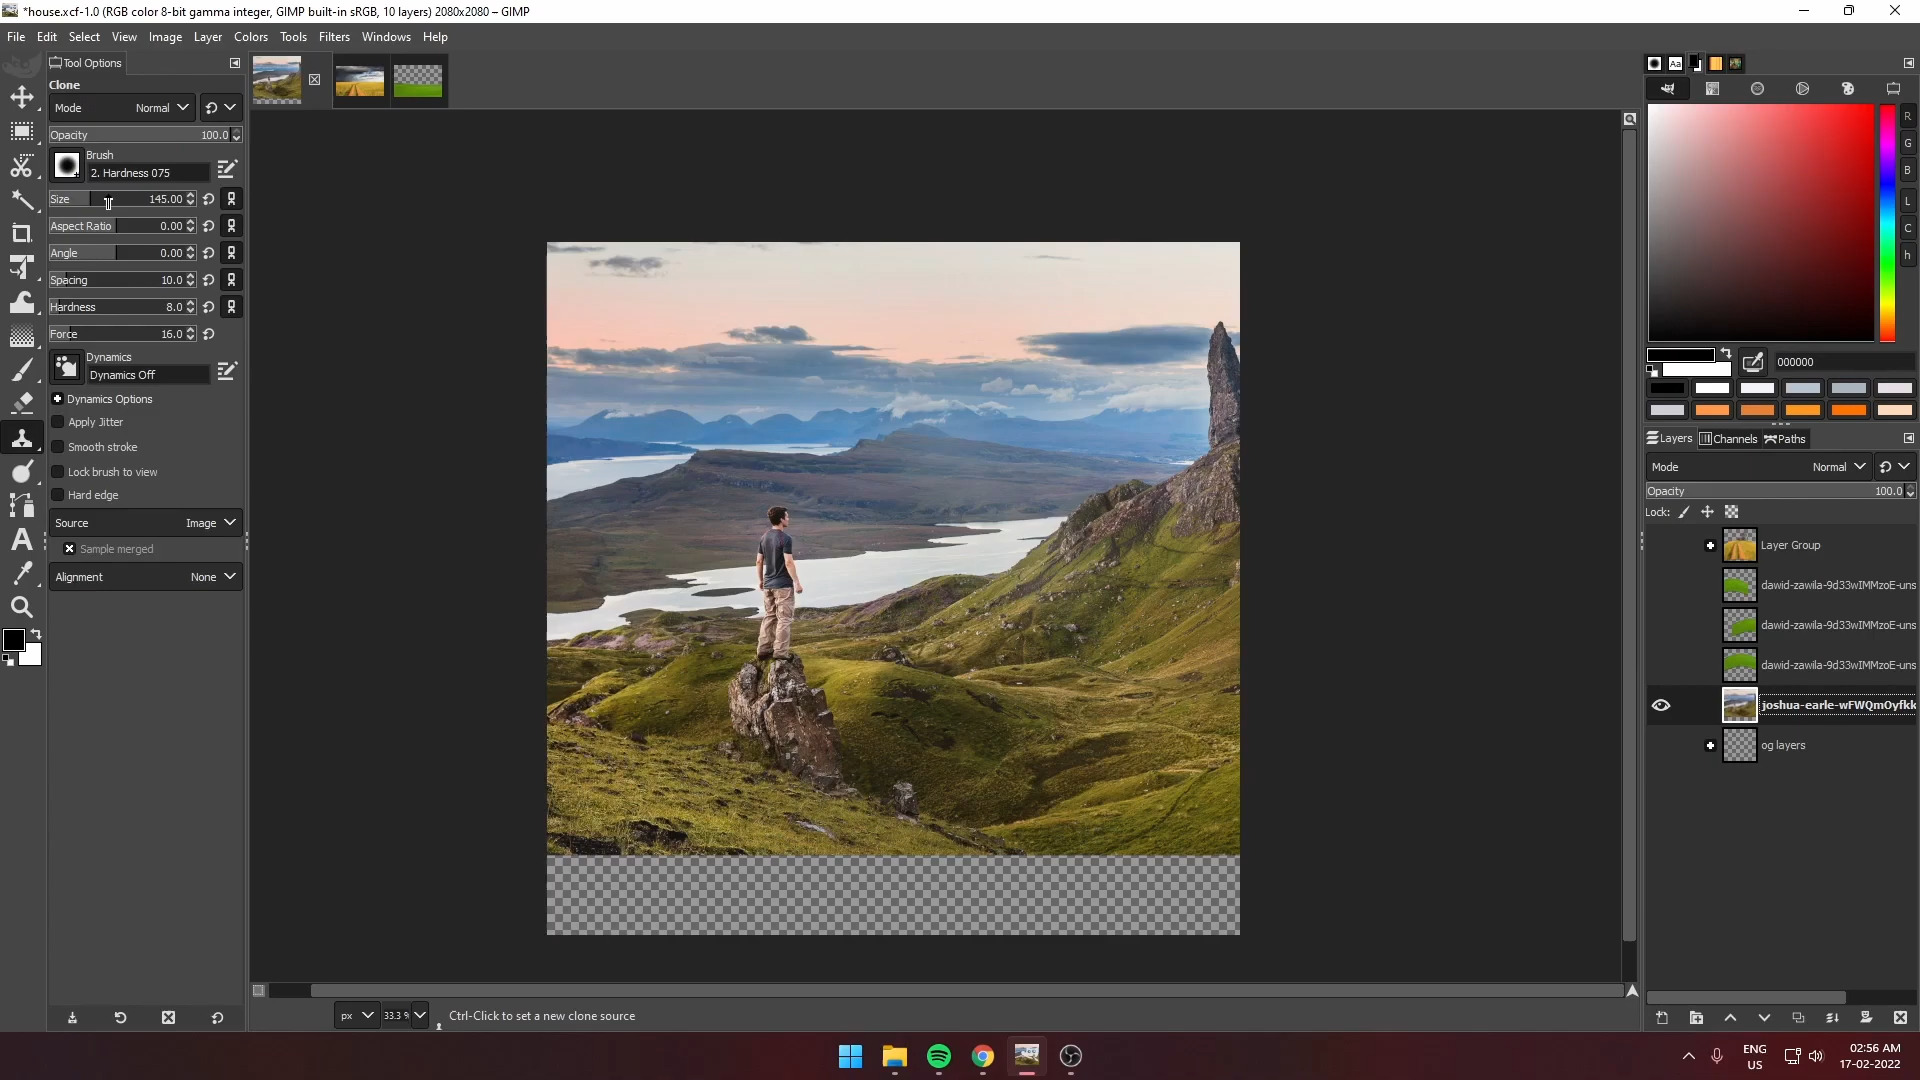 *house.xcf-1.0 (RGB color 8-bit gamma integer, GIMP built-in sRGB, 10 layers) 2080x2080 – GIMP
File Edit Select View Image Layer Colors Tools Filters Windows Help
Tool Options
Clone
Mode Normal
Opacity 100.0
Brush
2. Hardness 075
Size 145.00
Aspect Ratio 0.00
Angle 0.00
Spacing 10.0
Hardness 8.0
Force 16.0
Dynamics
Dynamics Off
Dynamics Options
Apply Jitter
Smooth stroke
Lock brush to view
Hard edge
Source Image
Sample merged
Alignment None
px 33.3 % Ctrl-Click to set a new clone source
Aa
R
G
B
L
C
h
000000
Layers Channels Paths
Mode Normal
Opacity 100.0
Lock:
Layer Group
dawid-zawila-9d33wIMMzoE-uns
dawid-zawila-9d33wIMMzoE-uns
dawid-zawila-9d33wIMMzoE-uns
joshua-earle-wFWQmOyfkk
og layers
ENG
US
02:56 AM
17-02-2022